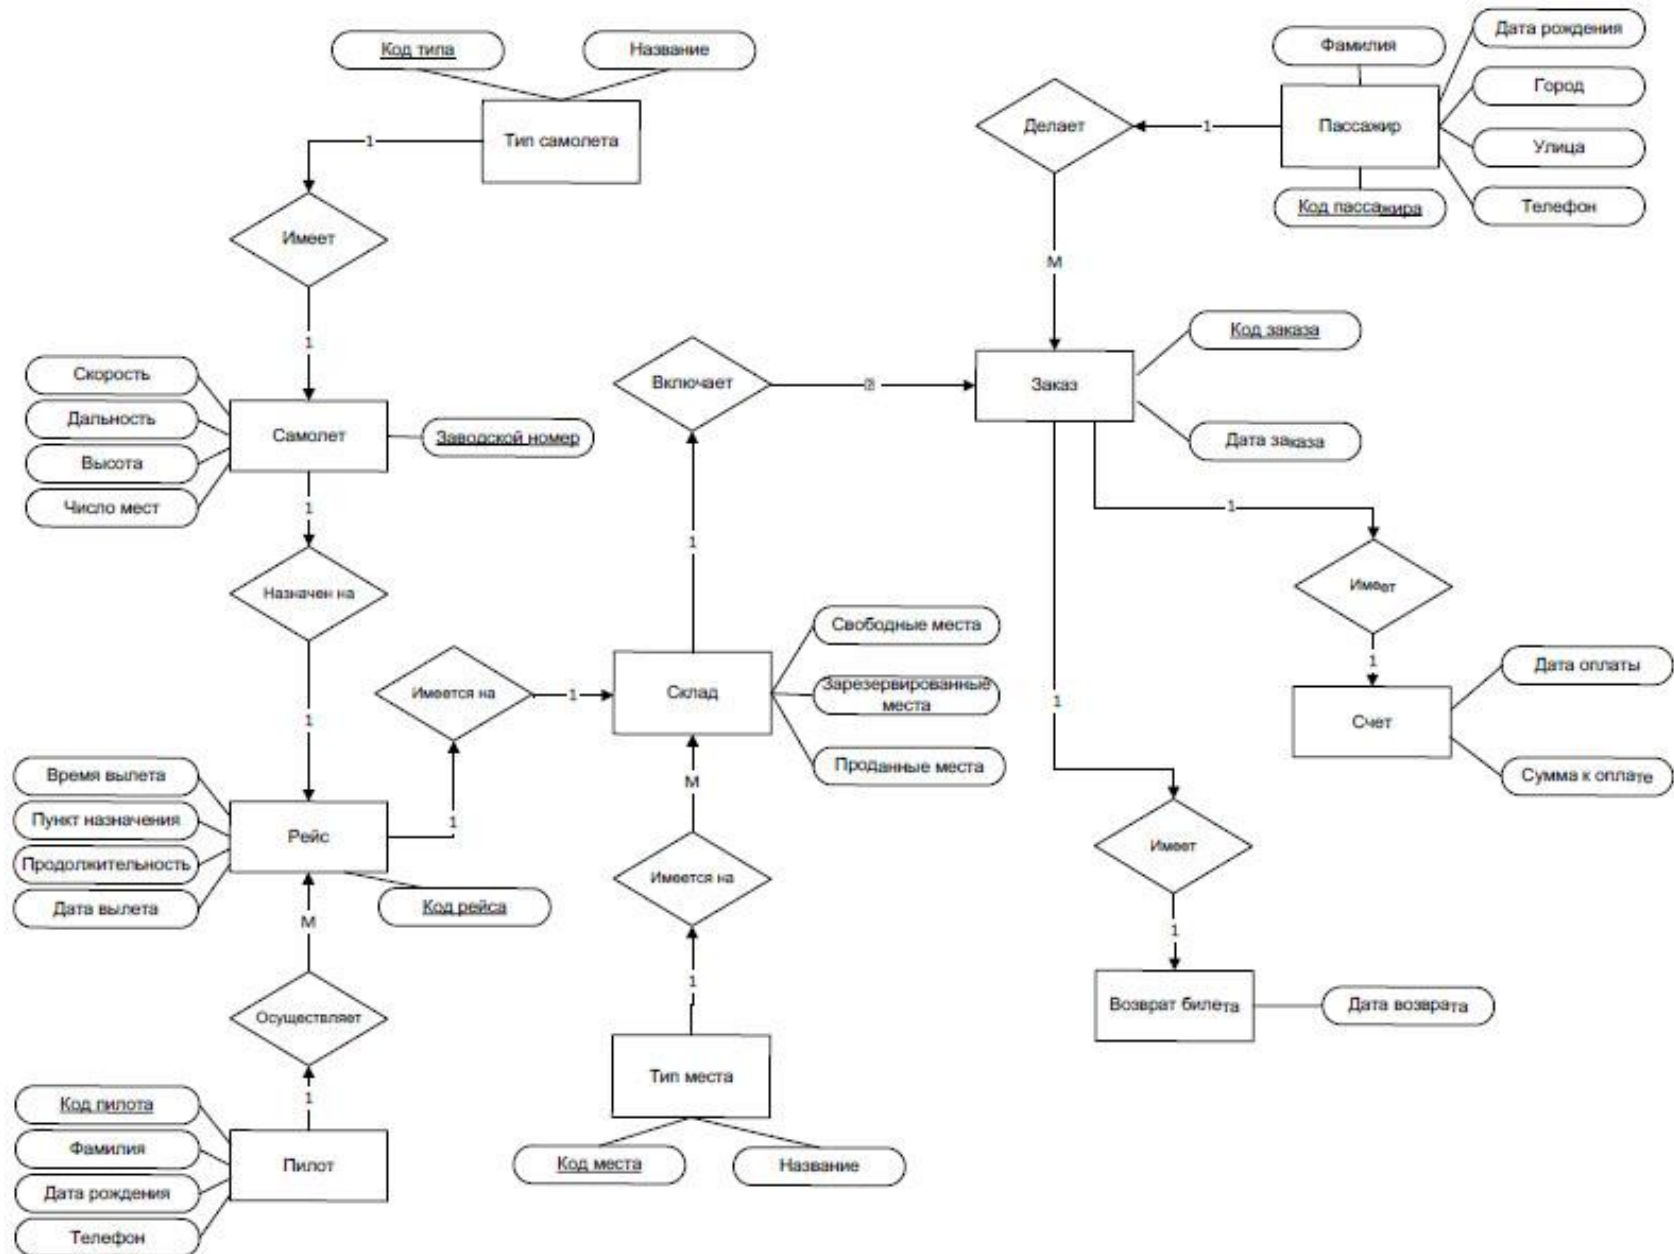 Код типа
Название
Тип самолета
1
Имеет
1
Скорость
Дальность
Высота
Число мест
Самолет
Заводской номер
1
Назначен на
1
Время вылета
Пункт назначения
Продолжительность
Дата вылета
Рейс
Код рейса
М
Осуществляет
1
Код пилота
Фамилия
Дата рождения
Телефон
Пилот
1
Имеется на
1
Склад
Свободные места
Зарезервированные
места
Проданные места
М
Имеется на
1
Тип места
Код места
Название
1
Включает
Фамилия
Дата рождения
Город
Улица
Телефон
Пассажир
Код пассажира
1
Делает
М
Заказ
Код заказа
Дата заказа
1
Имеет
1
Счет
Дата оплаты
Сумма к оплате
1
Имеет
1
Возврат билета
Дата возврата